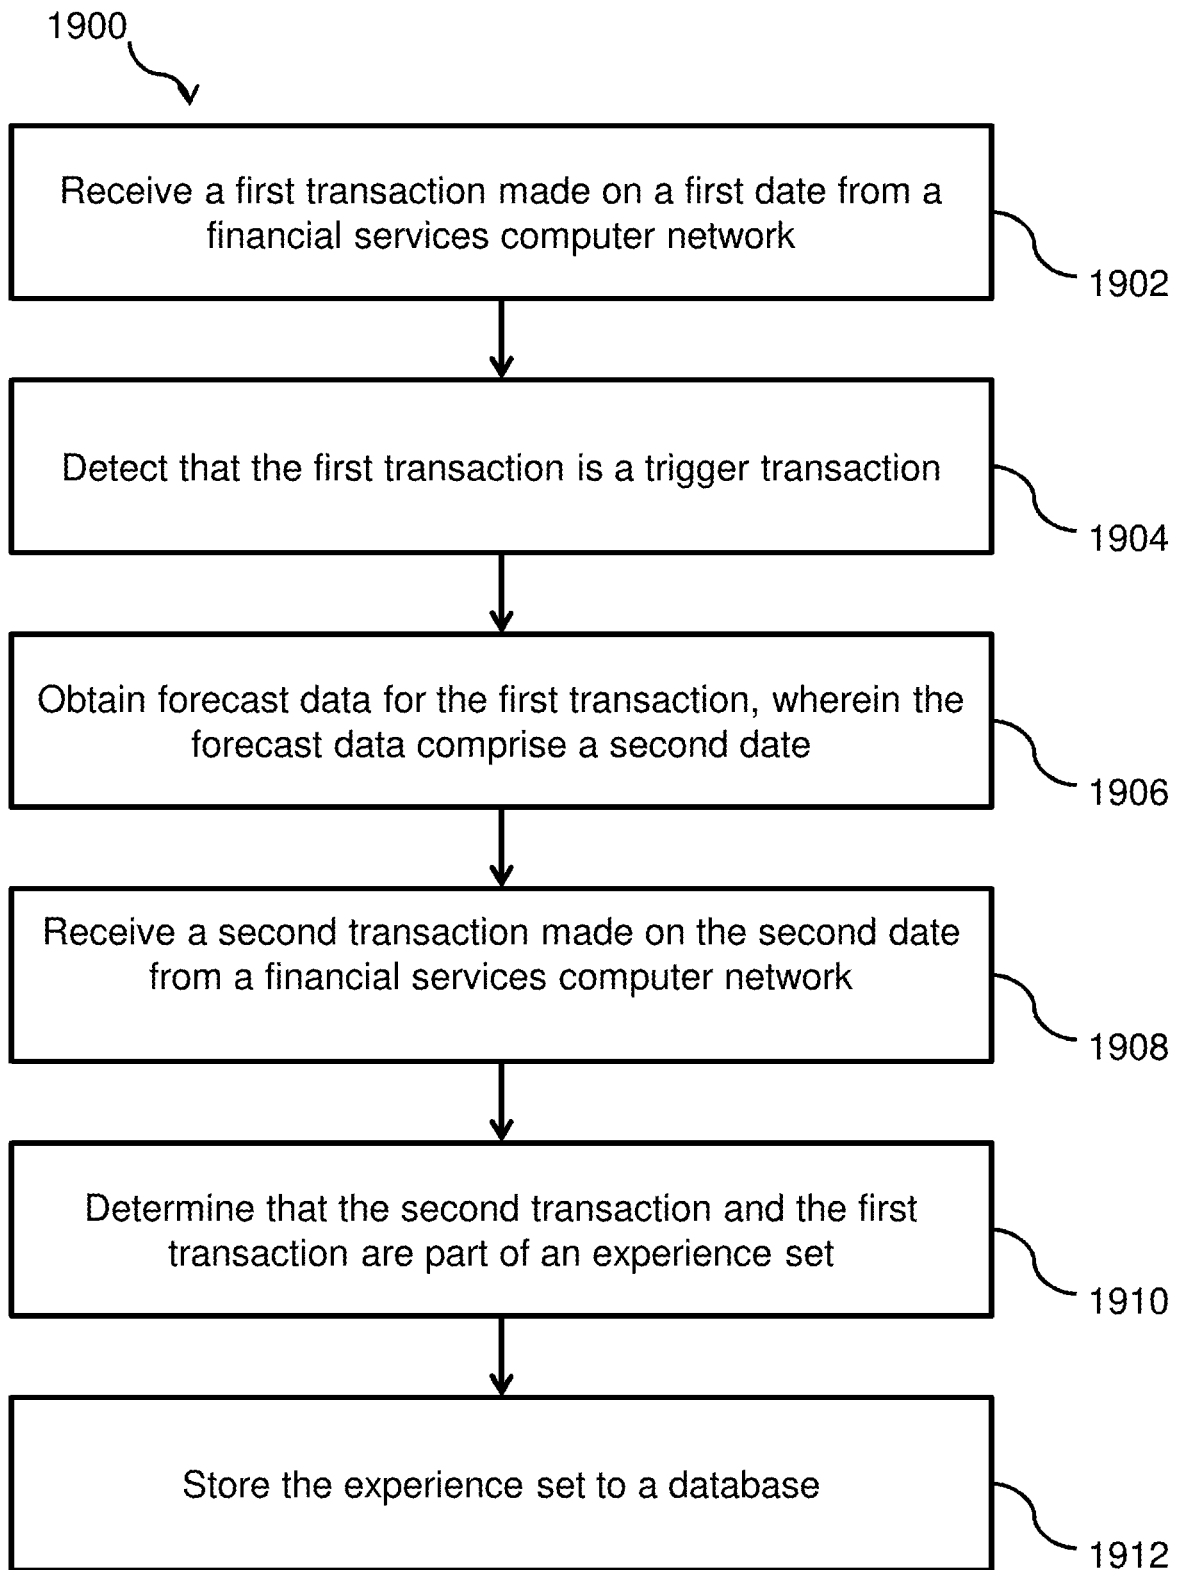 1900
Receive a first transaction made on a first date from a
financial services computer network
1902
Detect that the first transaction is a trigger transaction
1904
Obtain forecast data for the first transaction, wherein the
forecast data comprise a second date
1906
Receive a second transaction made on the second date
from a financial services computer network
1908
Determine that the second transaction and the first
transaction are part of an experience set
1910
Store the experience set to a database
1912